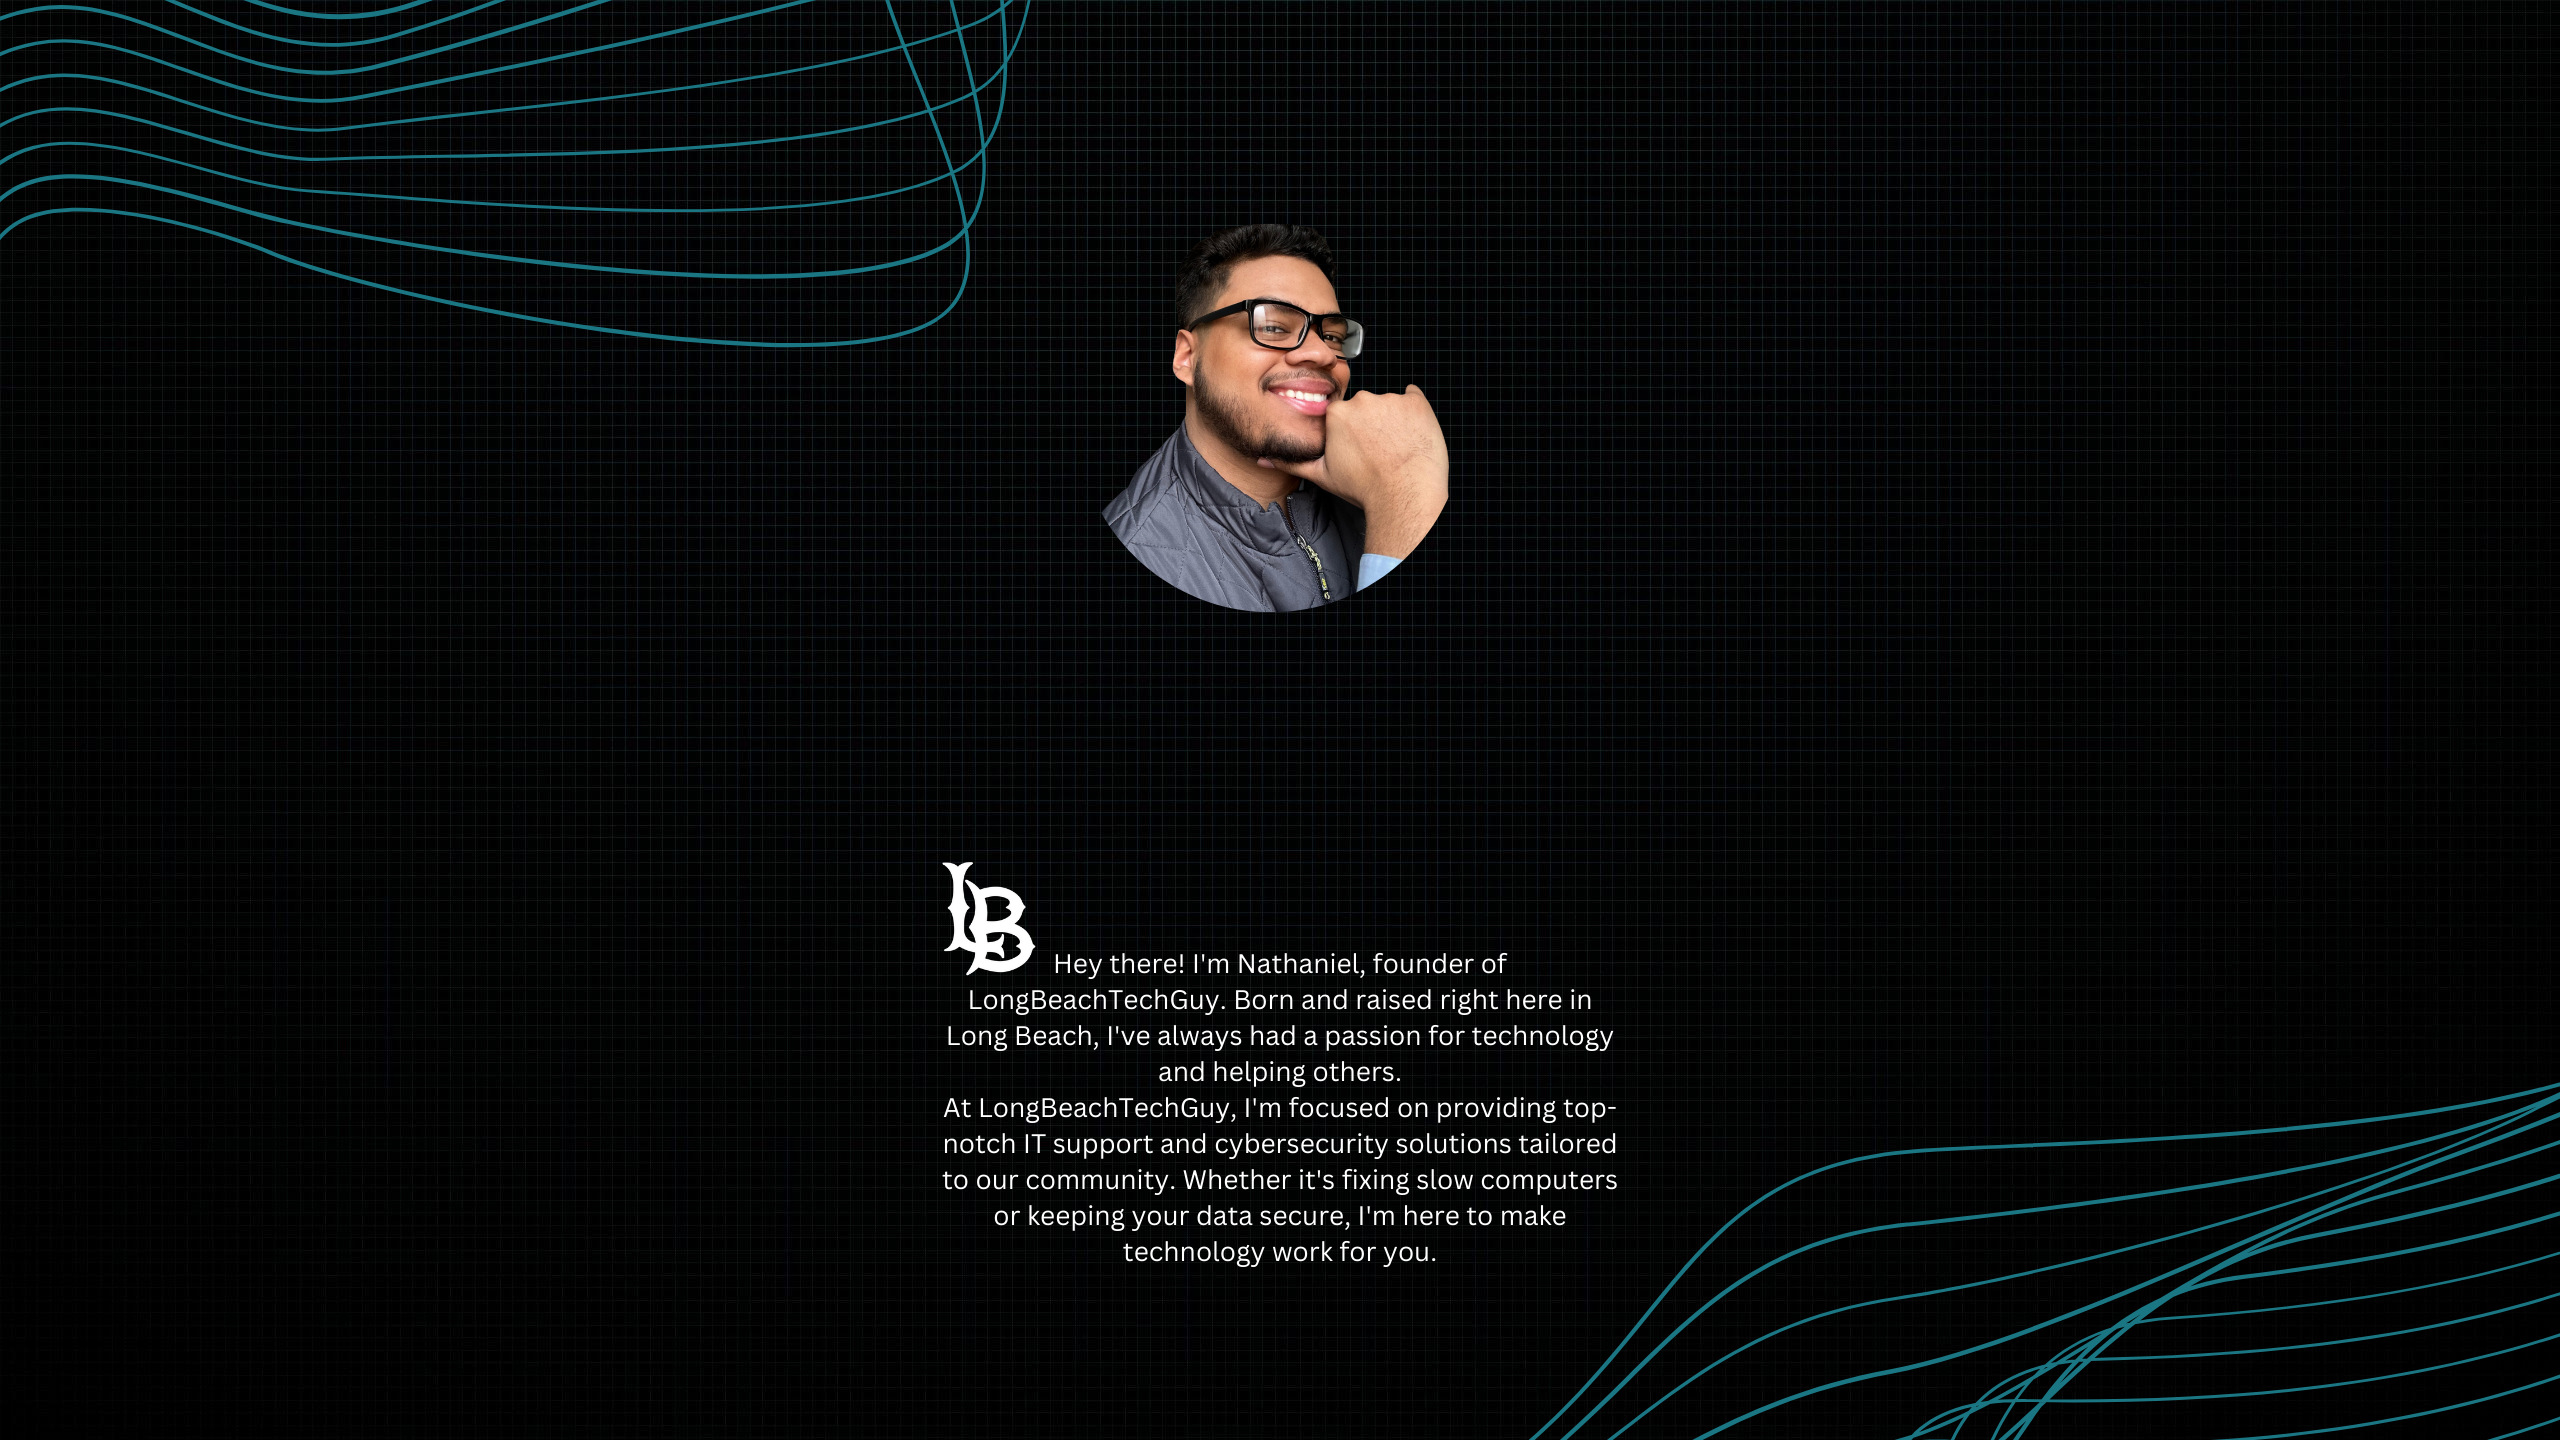 LB
Hey there! I'm Nathaniel, founder of
LongBeachTechGuy. Born and raised right here in
Long Beach, I've always had a passion for technology
and helping others.
At LongBeachTechGuy, I'm focused on providing top-
notch IT support and cybersecurity solutions tailored
to our community. Whether it's fixing slow computers
or keeping your data secure, I'm here to make
technology work for you.